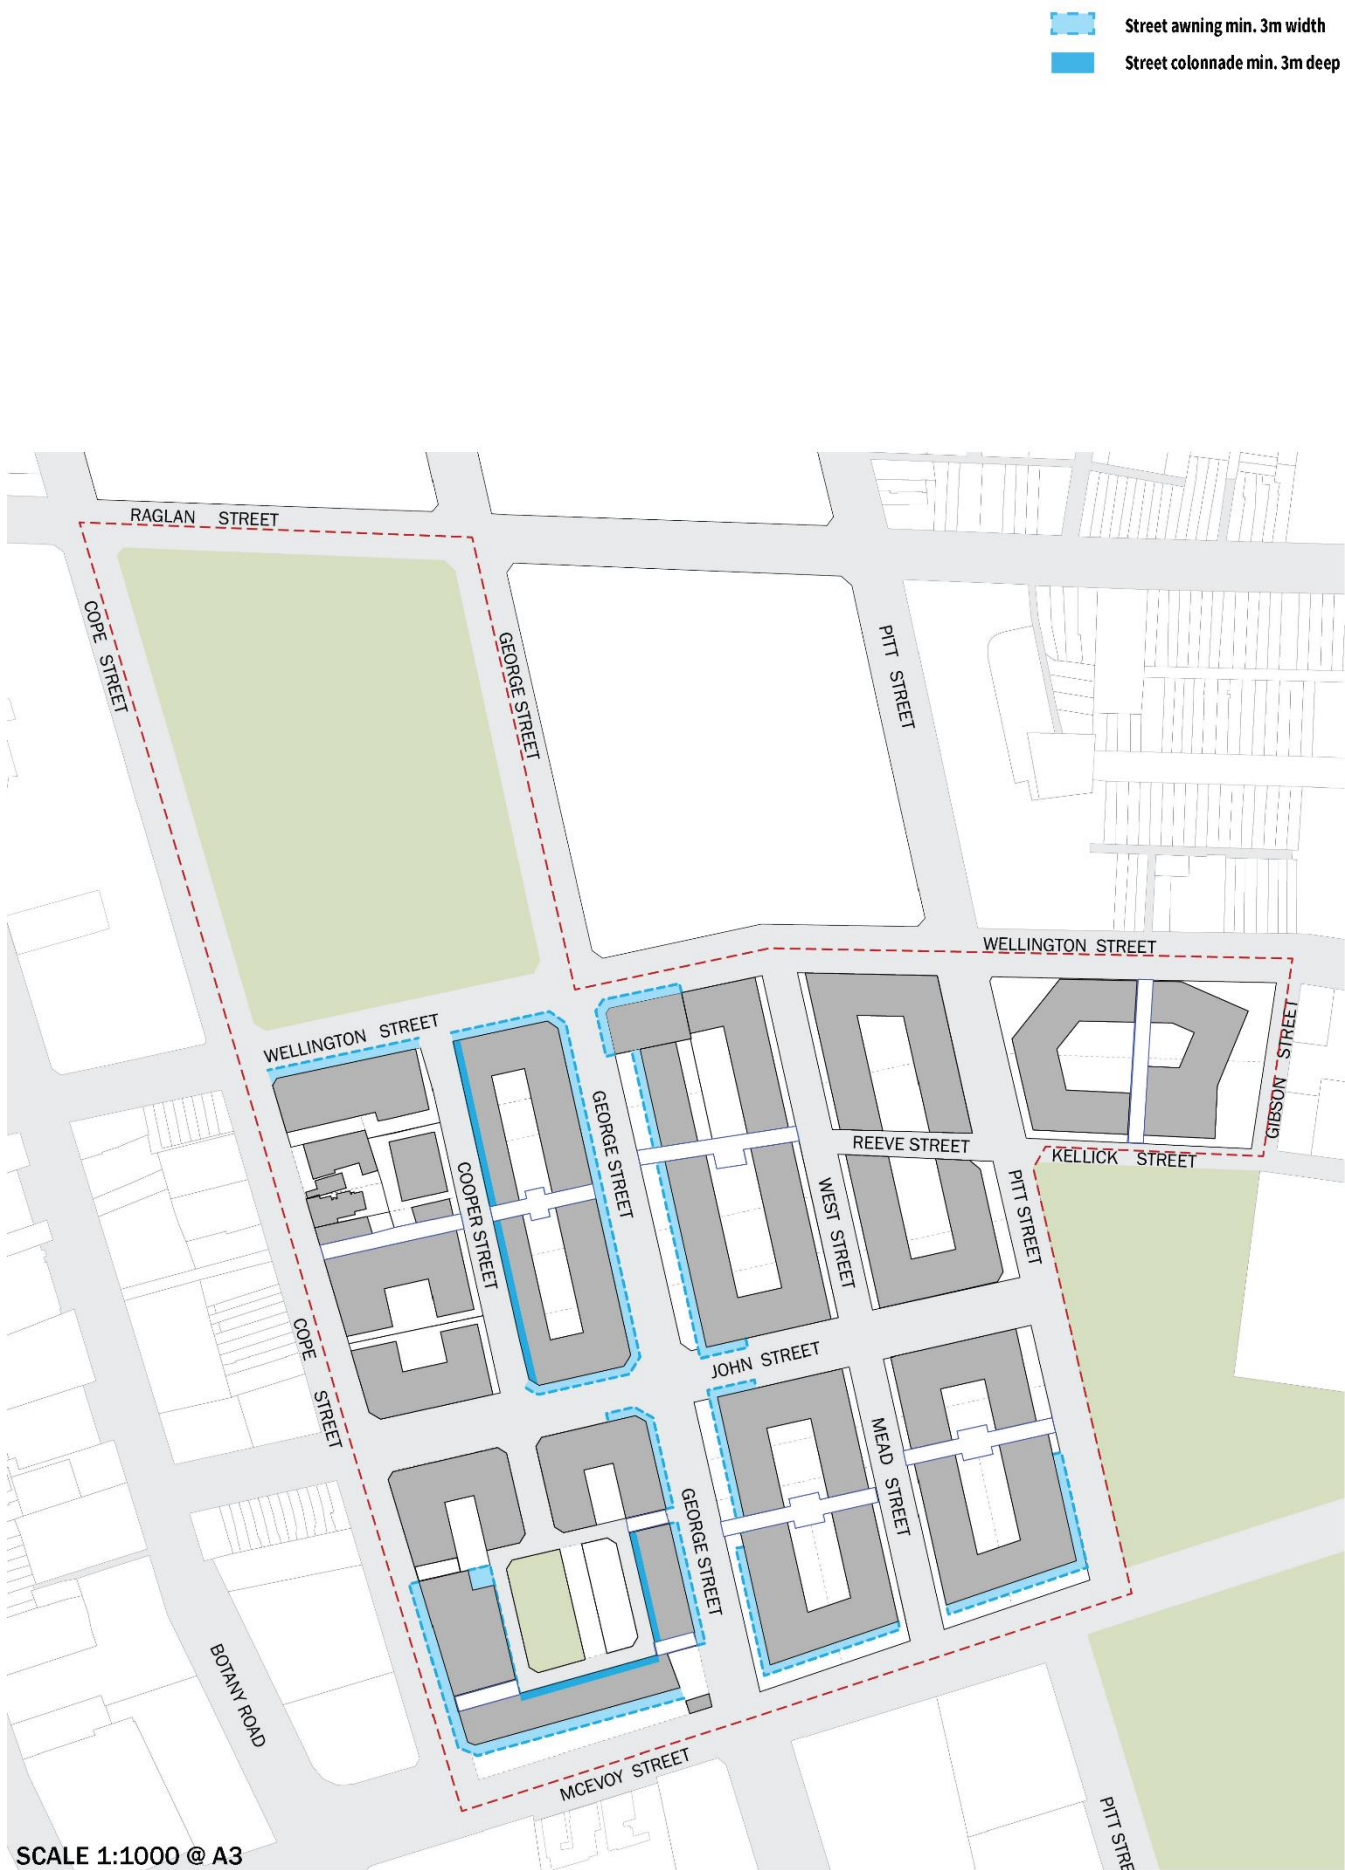 Street awning min. 3m width
Street colonnade min. 3m deep
RAGLAN STREET
COPE STREET
GEORGE STREET
PITT STREET
WELLINGTON STREET
WELLINGTON STREET
GIBSON STREET
GEORGE STREET
REEVE STREET
KELLICK STREET
COOPER STREET
WEST STREET
PITT STREET
COPE STREET
JOHN STREET
MEAD STREET
GEORGE STREET
BOTANY ROAD
MCEVOY STREET
PITT STRE
SCALE 1:1000 @ A3